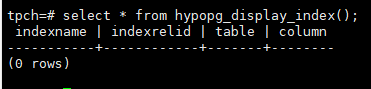 tpch=# select * from hypopg_display_index();
 indexname | indexrelid | table | column
-----------+------------+-------+--------
(0 rows)